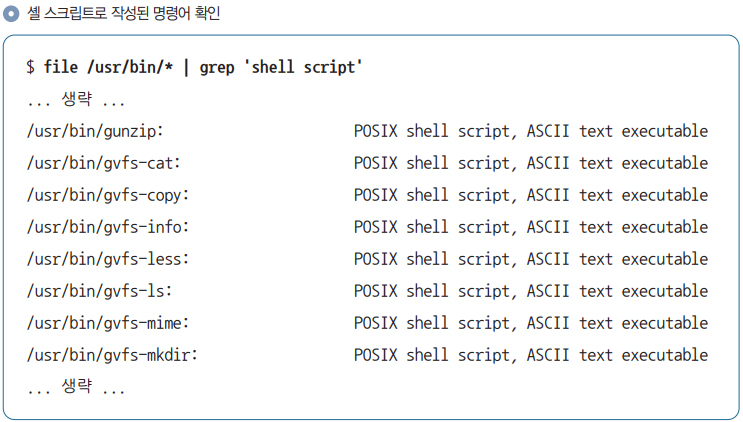 셸 스크립트로 작성된 명령어 확인
$ file /usr/bin/* | grep 'shell script'
... 생략 ...
/usr/bin/gunzip: POSIX shell script, ASCII text executable
/usr/bin/gvfs-cat: POSIX shell script, ASCII text executable
/usr/bin/gvfs-copy: POSIX shell script, ASCII text executable
/usr/bin/gvfs-info: POSIX shell script, ASCII text executable
/usr/bin/gvfs-less: POSIX shell script, ASCII text executable
/usr/bin/gvfs-ls: POSIX shell script, ASCII text executable
/usr/bin/gvfs-mime: POSIX shell script, ASCII text executable
/usr/bin/gvfs-mkdir: POSIX shell script, ASCII text executable
... 생략 ...